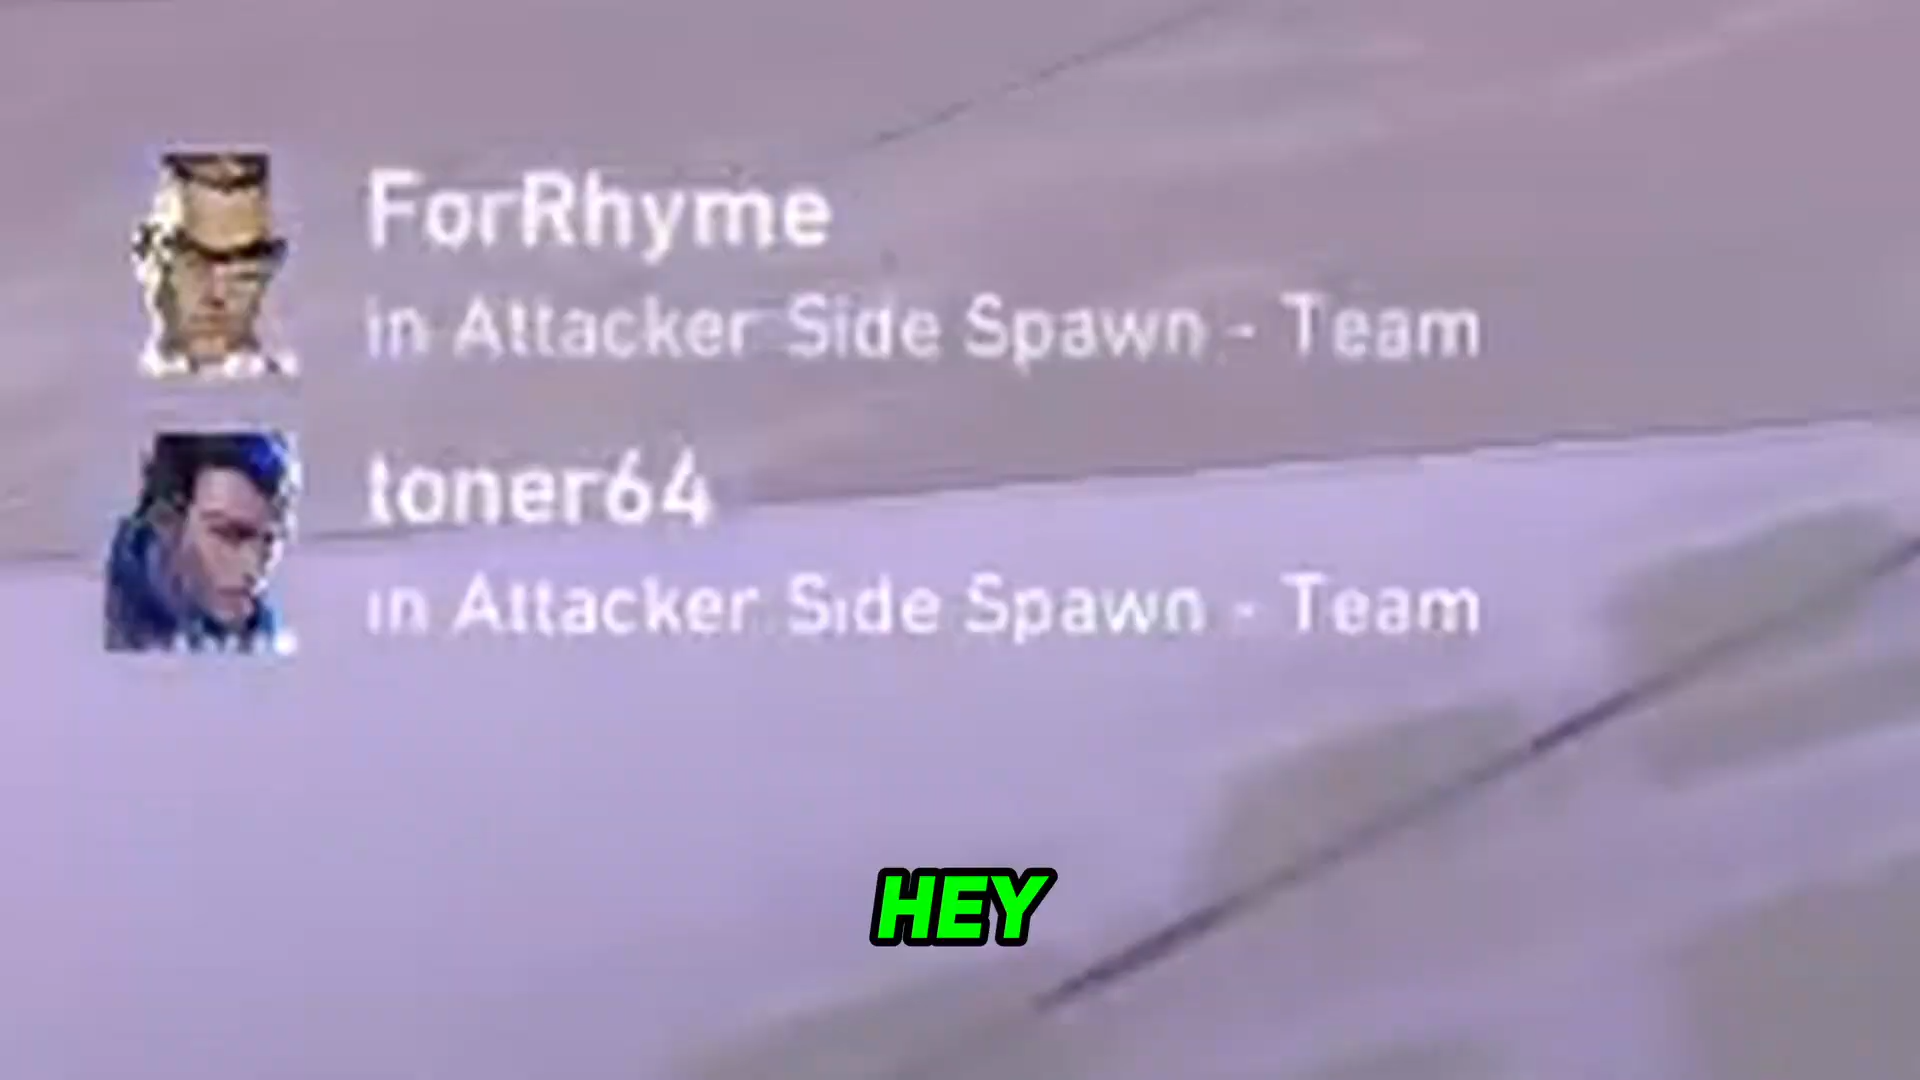 ForRhyme
in Attacker Side Spawn - Team
toner64
in Attacker Side Spawn - Team
HEY